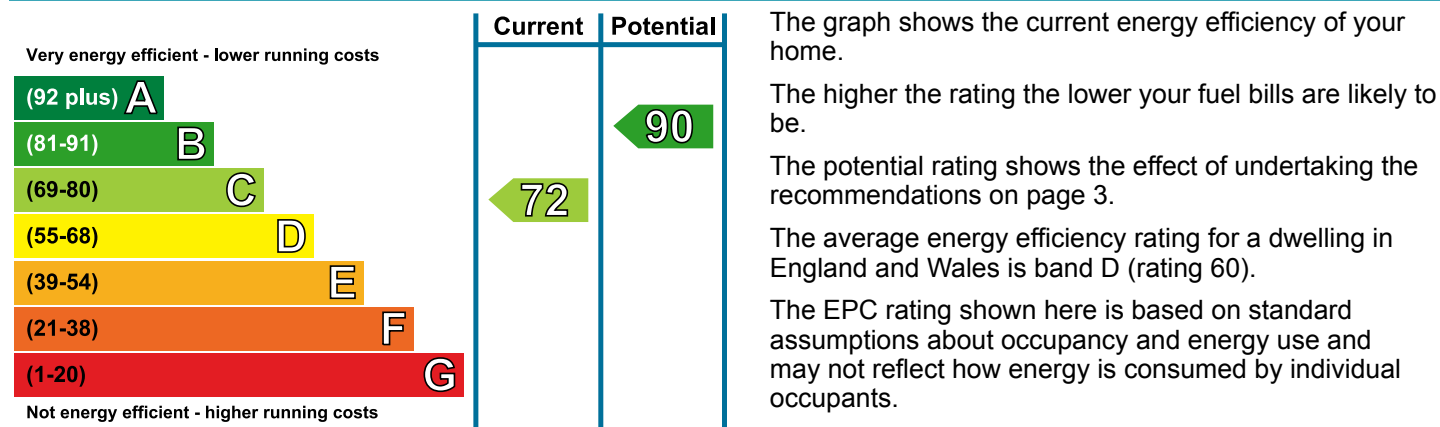 Current Potential
Very energy efficient - lower running costs
(92 plus) A
(81-91) B
(69-80) C
(55-68) D
(39-54) E
(21-38) F
(1-20) G
Not energy efficient - higher running costs
72
90
The graph shows the current energy efficiency of your
home.
The higher the rating the lower your fuel bills are likely to
be.
The potential rating shows the effect of undertaking the
recommendations on page 3.
The average energy efficiency rating for a dwelling in
England and Wales is band D (rating 60).
The EPC rating shown here is based on standard
assumptions about occupancy and energy use and
may not reflect how energy is consumed by individual
occupants.